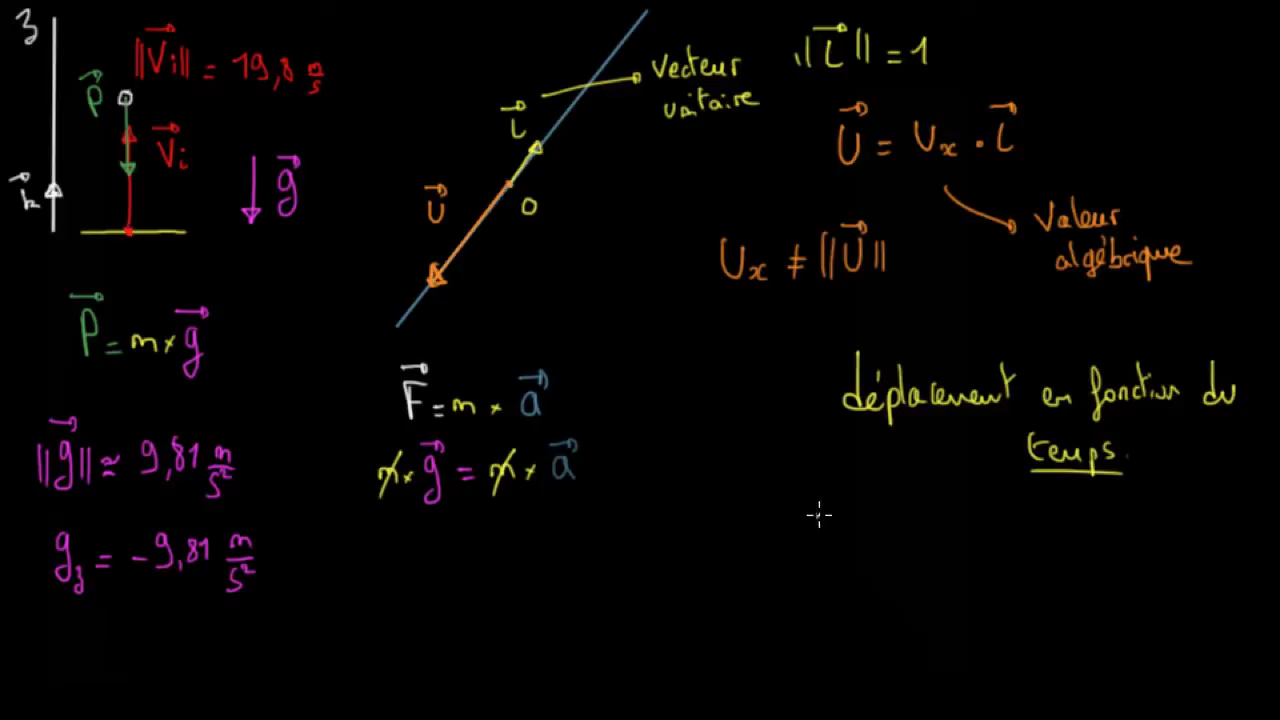 z
||V⃗i|| = 19,8 m/s
P⃗
V⃗i
k⃗
g⃗
P⃗ = m × g⃗
||g⃗|| ≃ 9,81 m/s²
g_z = -9,81 m/s²
i⃗
U⃗
O
Vecteur
unitaire
F⃗ = m × a⃗
m × g⃗ = m × a⃗
||i⃗|| = 1
U⃗ = Ux · i⃗
Ux ≠ ||U⃗||
Valeur
algébrique
déplacement en fonction du
temps.